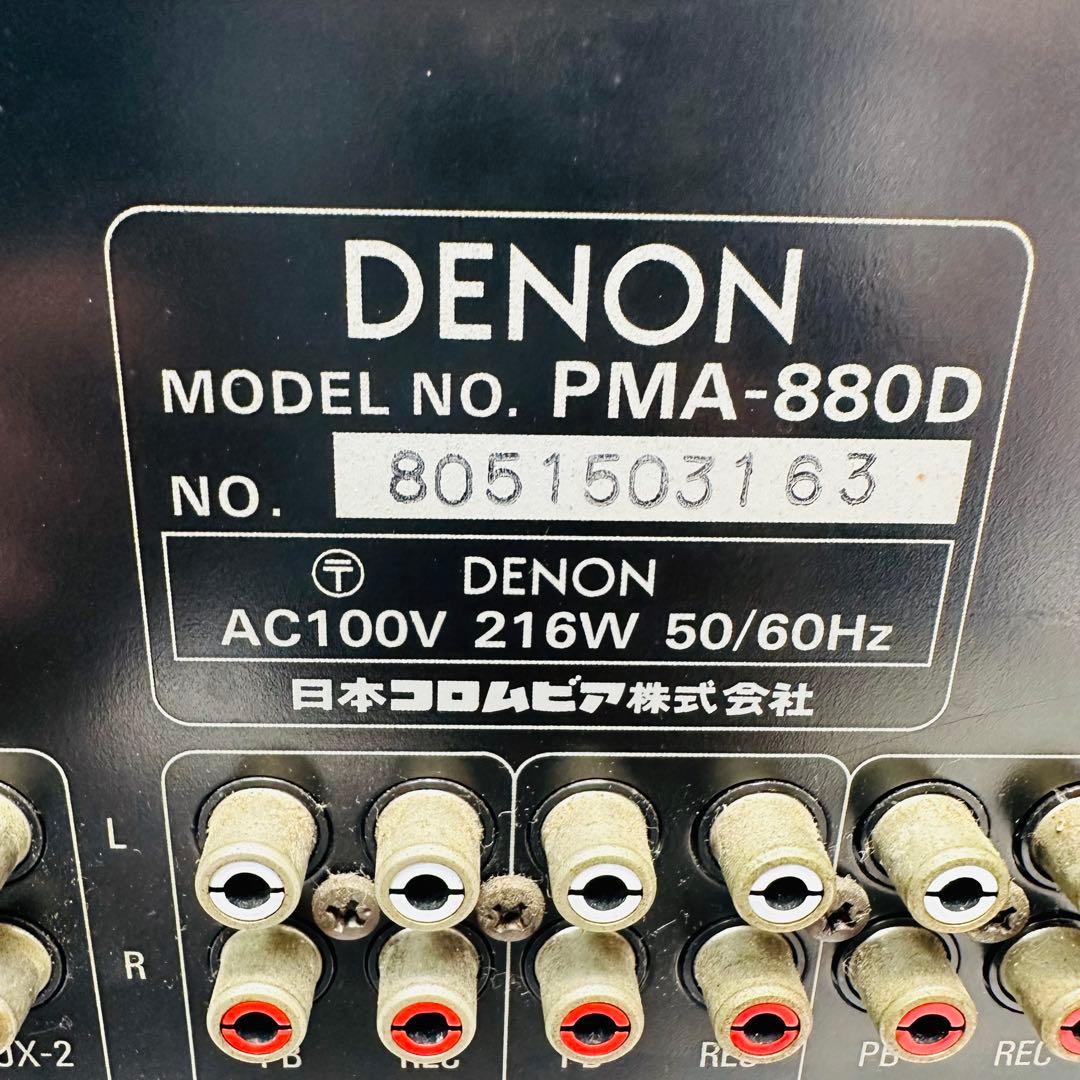 DENON
MODEL NO. PMA-880D
NO. 8051503163
〒 DENON
AC100V 216W 50/60Hz
日本コロムビア株式会社
L
R
PB REC PB REC PB REC